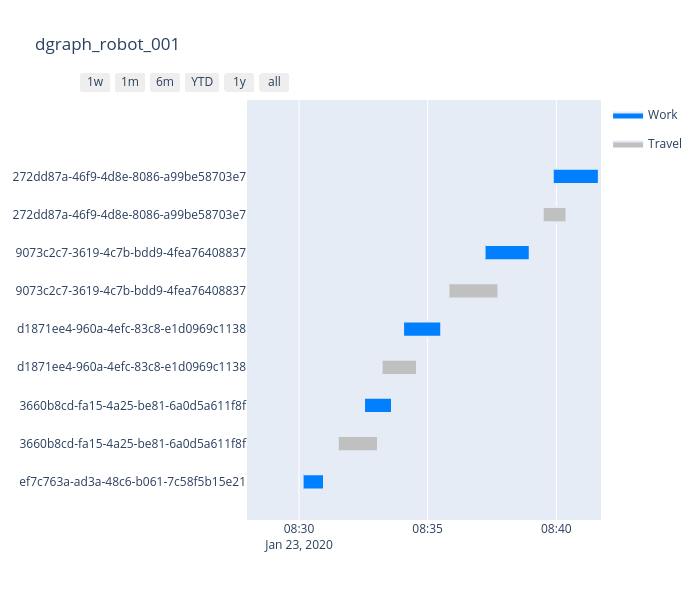 dgraph_robot_001
1w 1m 6m YTD 1y all
Work
Travel
272dd87a-46f9-4d8e-8086-a99be58703e7
272dd87a-46f9-4d8e-8086-a99be58703e7
9073c2c7-3619-4c7b-bdd9-4fea76408837
9073c2c7-3619-4c7b-bdd9-4fea76408837
d1871ee4-960a-4efc-83c8-e1d0969c1138
d1871ee4-960a-4efc-83c8-e1d0969c1138
3660b8cd-fa15-4a25-be81-6a0d5a611f8f
3660b8cd-fa15-4a25-be81-6a0d5a611f8f
ef7c763a-ad3a-48c6-b061-7c58f5b15e21
08:30 08:35 08:40
Jan 23, 2020